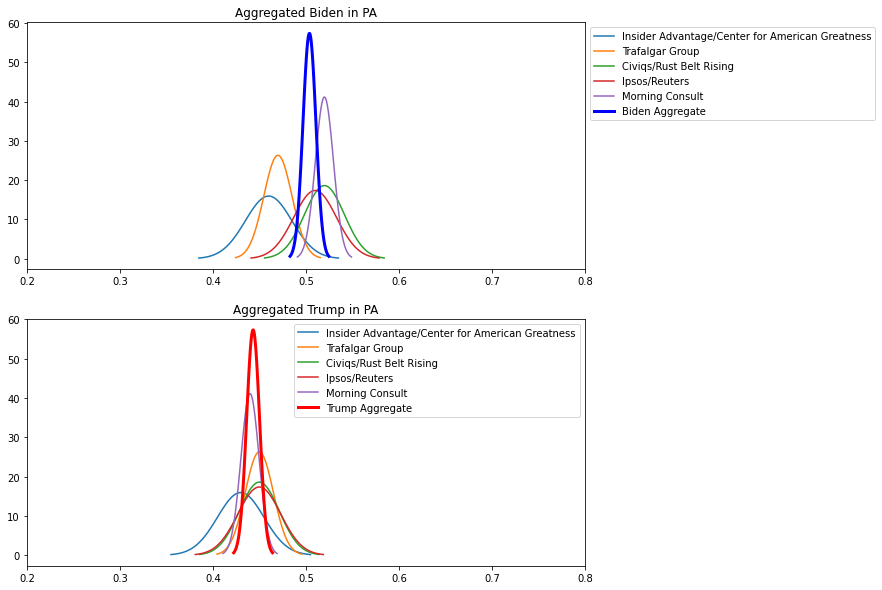 Aggregated Biden in PA
60
50
40
30
20
10
0
0.2 0.3 0.4 0.5 0.6 0.7 0.8
Insider Advantage/Center for American Greatness
Trafalgar Group
Civiqs/Rust Belt Rising
Ipsos/Reuters
Morning Consult
Biden Aggregate
Aggregated Trump in PA
60
50
40
30
20
10
0
0.2 0.3 0.4 0.5 0.6 0.7 0.8
Insider Advantage/Center for American Greatness
Trafalgar Group
Civiqs/Rust Belt Rising
Ipsos/Reuters
Morning Consult
Trump Aggregate